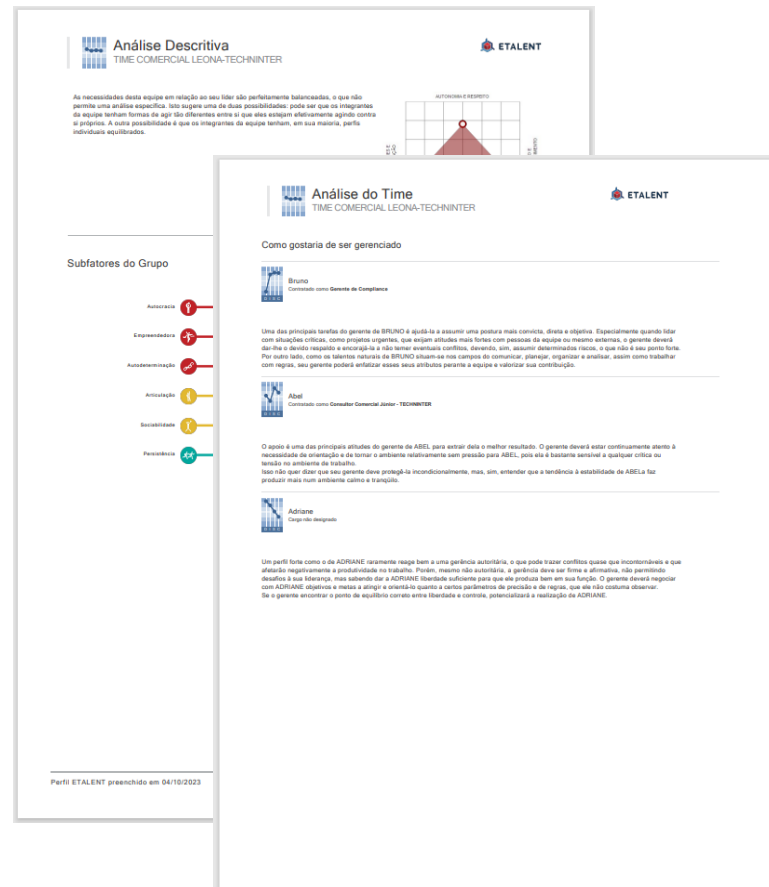 Análise Descritiva
TIME COMERCIAL LEONA-TECHNINTER
ETALENT
As necessidades desta equipe em relação ao seu líder são perfeitamente balanceadas, o que não
permite uma análise específica. Isto sugere uma de duas possibilidades: pode ser que os integrantes
da equipe tenham formas de agir tão diferentes entre si que eles estejam efetivamente agindo contra
si próprios. A outra possibilidade é que os integrantes da equipe tenham, em sua maioria, perfis
individuais equilibrados.
AUTONOMIA E RESPEITO
Subfatores do Grupo
Autocracia
Empreendedora
Autodeterminação
Articulação
Sociabilidade
Persistência
Perfil ETALENT preenchido em 04/10/2023
Análise do Time
TIME COMERCIAL LEONA-TECHNINTER
ETALENT
Como gostaria de ser gerenciado
Bruno
Contratado como Gerente de Compliance
Uma das principais tarefas do gerente de BRUNO é ajudá-la a assumir uma postura mais convicta, direta e objetiva. Especialmente quando lidar
com situações críticas, como projetos urgentes, que exijam atitudes mais fortes com pessoas da equipe ou mesmo externas, o gerente deverá
dar-lhe o devido respaldo e encorajá-la a não temer eventuais conflitos, devendo, sim, assumir determinados riscos, o que não é seu ponto forte.
Por outro lado, como os talentos naturais de BRUNO situam-se nos campos do comunicar, planejar, organizar e analisar, assim como trabalhar
com regras, seu gerente poderá enfatizar esses seus atributos perante a equipe e valorizar sua contribuição.
Abel
Contratado como Consultor Comercial Júnior - TECHNINTER
O apoio é uma das principais atitudes do gerente de ABEL para extrair dela o melhor resultado. O gerente deverá estar continuamente atento à
necessidade de orientação e de tornar o ambiente relativamente sem pressão para ABEL, pois ela é bastante sensível a qualquer crítica ou
tensão no ambiente de trabalho.
Isso não quer dizer que seu gerente deve protegê-la incondicionalmente, mas, sim, entender que a tendência à estabilidade de ABELa faz
produzir mais num ambiente calmo e tranqüilo.
Adriane
Cargo não designado
Um perfil forte como o de ADRIANE raramente reage bem a uma gerência autoritária, o que pode trazer conflitos quase que incontornáveis e que
afetarão negativamente a produtividade no trabalho. Porém, mesmo não autoritária, a gerência deve ser firme e afirmativa, não permitindo
desafios à sua liderança, mas sabendo dar a ADRIANE liberdade suficiente para que ele produza bem em sua função. O gerente deverá negociar
com ADRIANE objetivos e metas a atingir e orientá-lo quanto a certos parâmetros de precisão e de regras, que ele não costuma observar.
Se o gerente encontrar o ponto de equilíbrio correto entre liberdade e controle, potencializará a realização de ADRIANE.